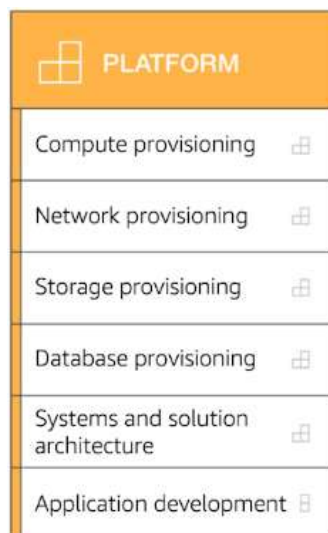 PLATFORM
Compute provisioning
Network provisioning
Storage provisioning
Database provisioning
Systems and solution
architecture
Application development